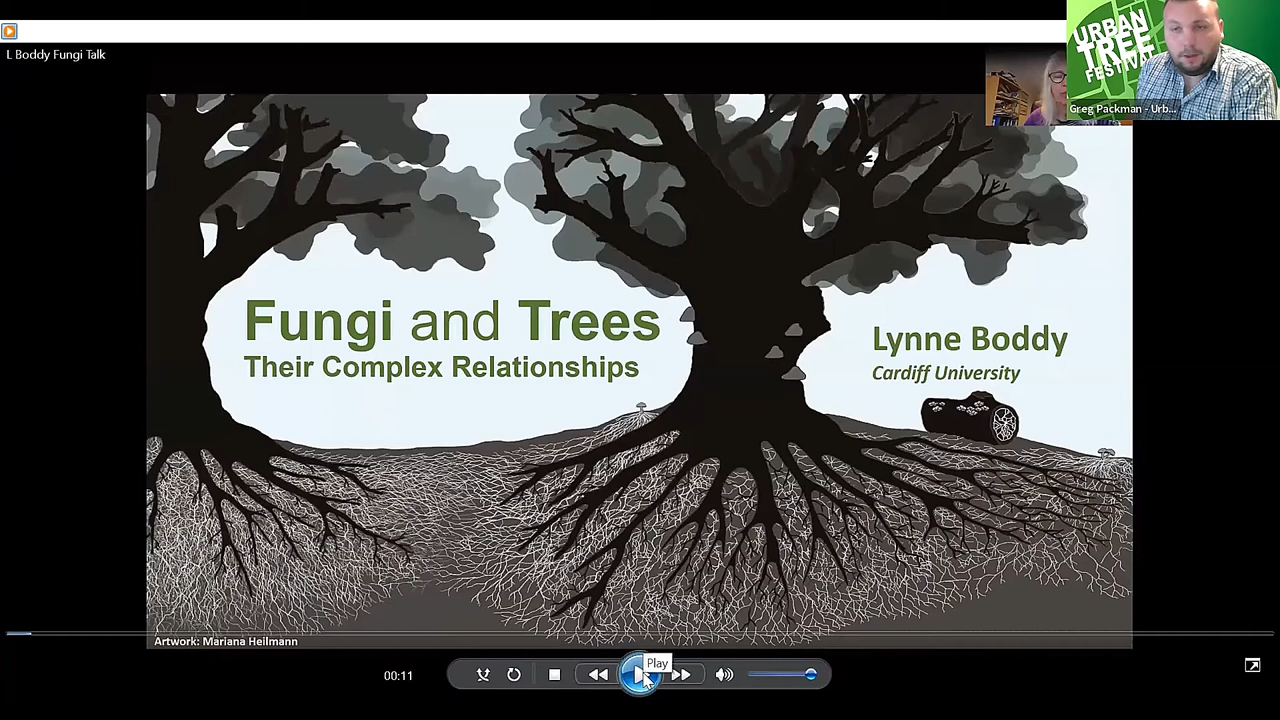 L Boddy Fungi Talk
URBAN
TREE
FESTIVAL
Greg Packman - Urb...
Fungi and Trees
Their Complex Relationships
Lynne Boddy
Cardiff University
Artwork: Mariana Heilmann
00:11
Play